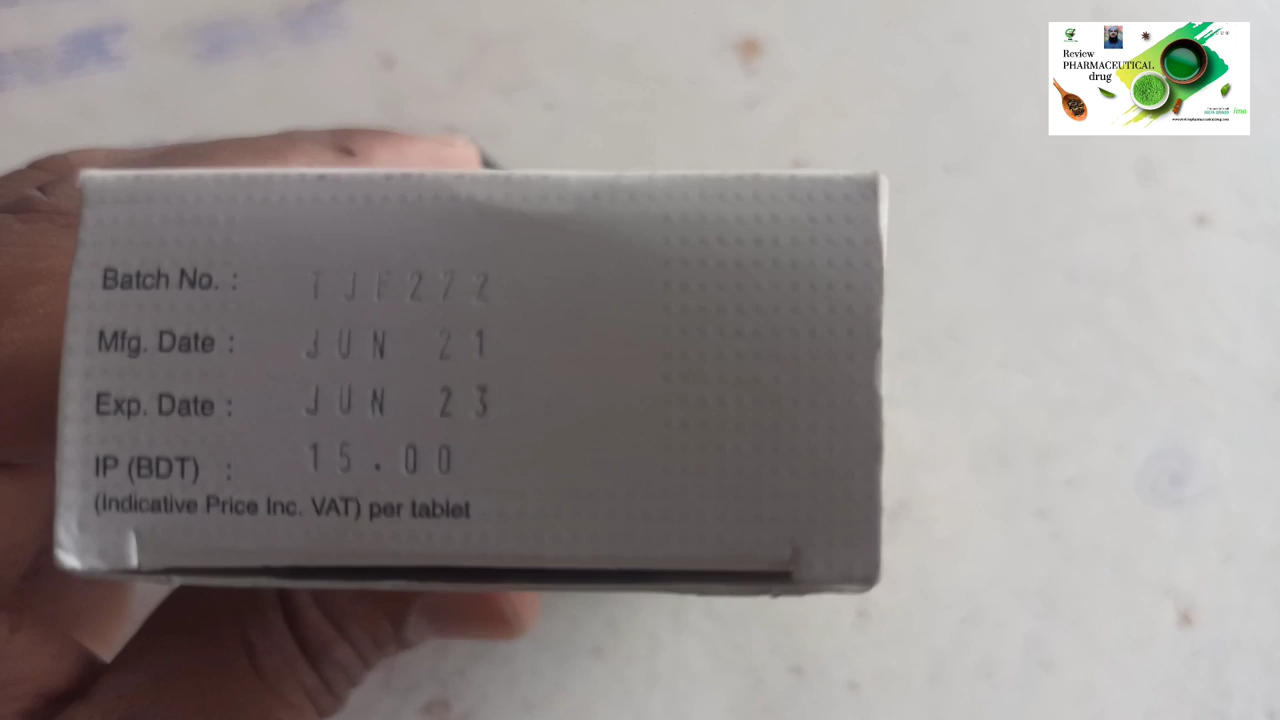 Review
PHARMACEUTICAL
drug
Batch No. : TJF272
Mfg. Date : JUN 21
Exp. Date : JUN 23
IP (BDT) : 15.00
(Indicative Price Inc. VAT) per tablet